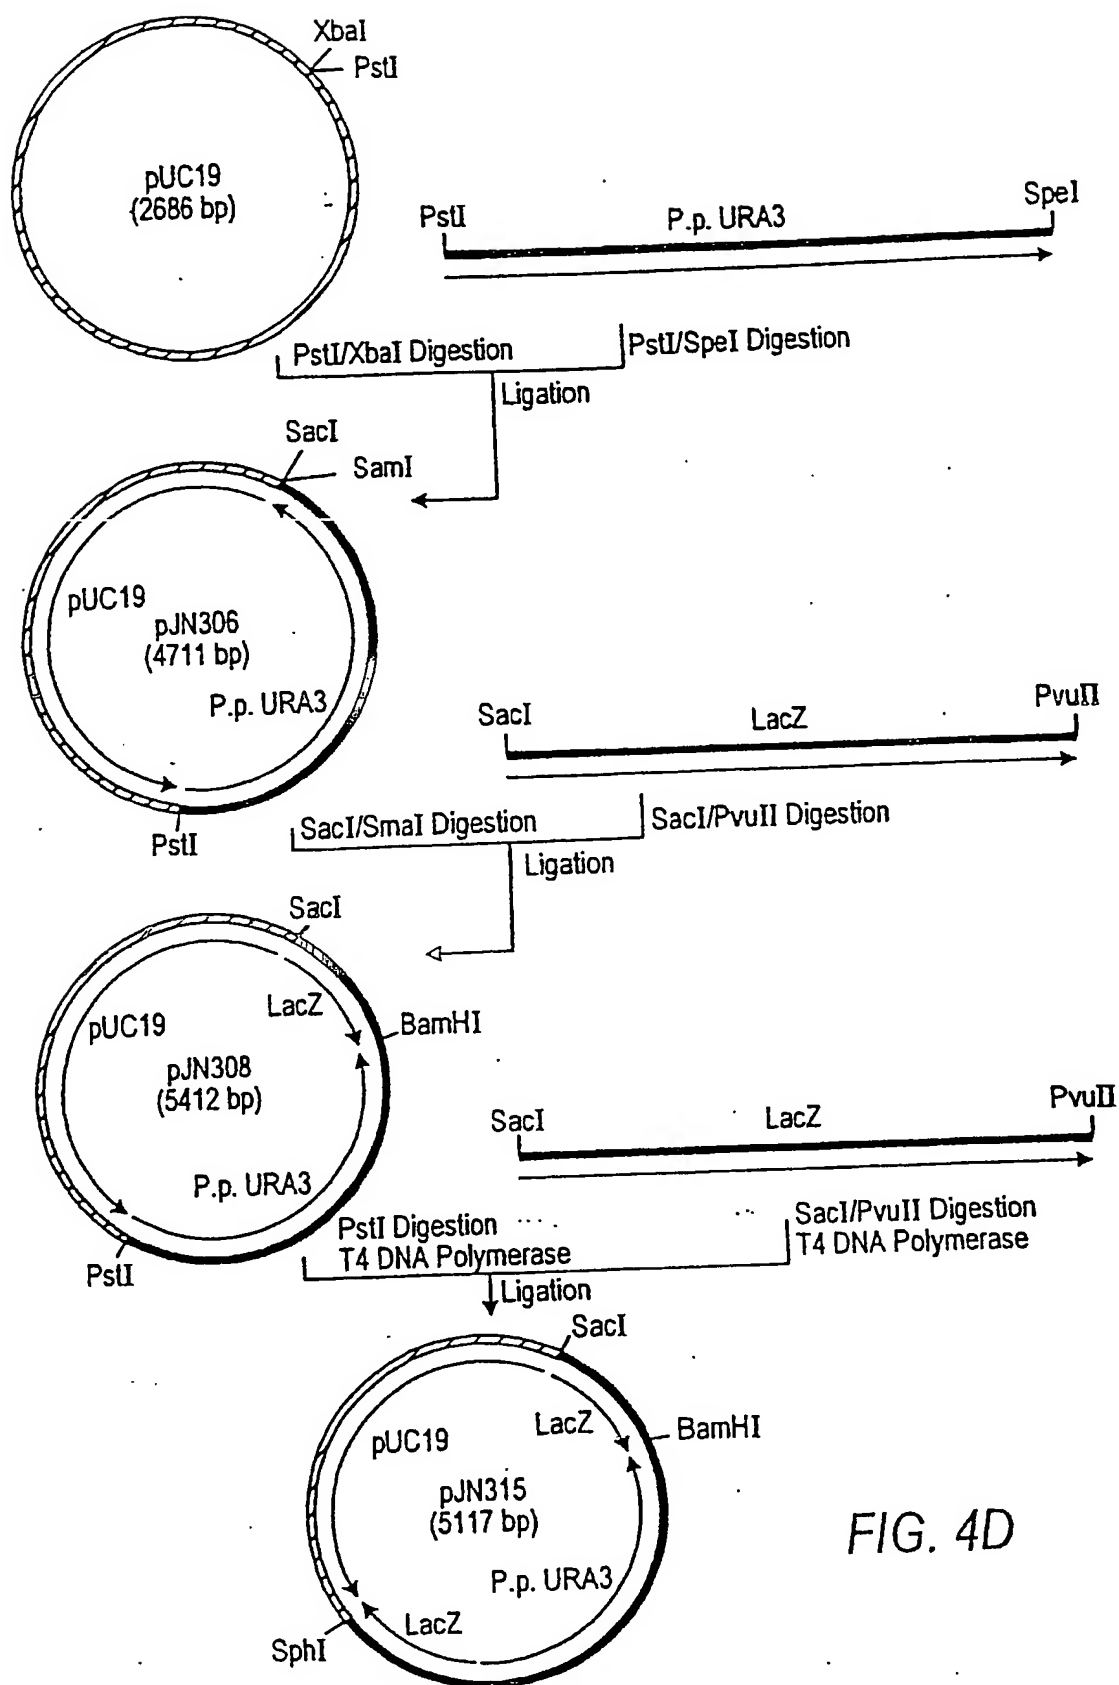 XbaI
PstI
pUC19
(2686 bp)
PstI
P.p. URA3
SpeI
PstI/XbaI Digestion
PstI/SpeI Digestion
Ligation
SacI
SamI
pUC19
pJN306
(4711 bp)
P.p. URA3
PstI
SacI
LacZ
PvuII
SacI/SmaI Digestion
SacI/PvuII Digestion
Ligation
SacI
LacZ
BamHI
pUC19
pJN308
(5412 bp)
P.p. URA3
PstI
SacI
LacZ
PvuII
PstI Digestion
T4 DNA Polymerase
SacI/PvuII Digestion
T4 DNA Polymerase
Ligation
SacI
LacZ
BamHI
pUC19
pJN315
(5117 bp)
P.p. URA3
LacZ
SphI
FIG. 4D